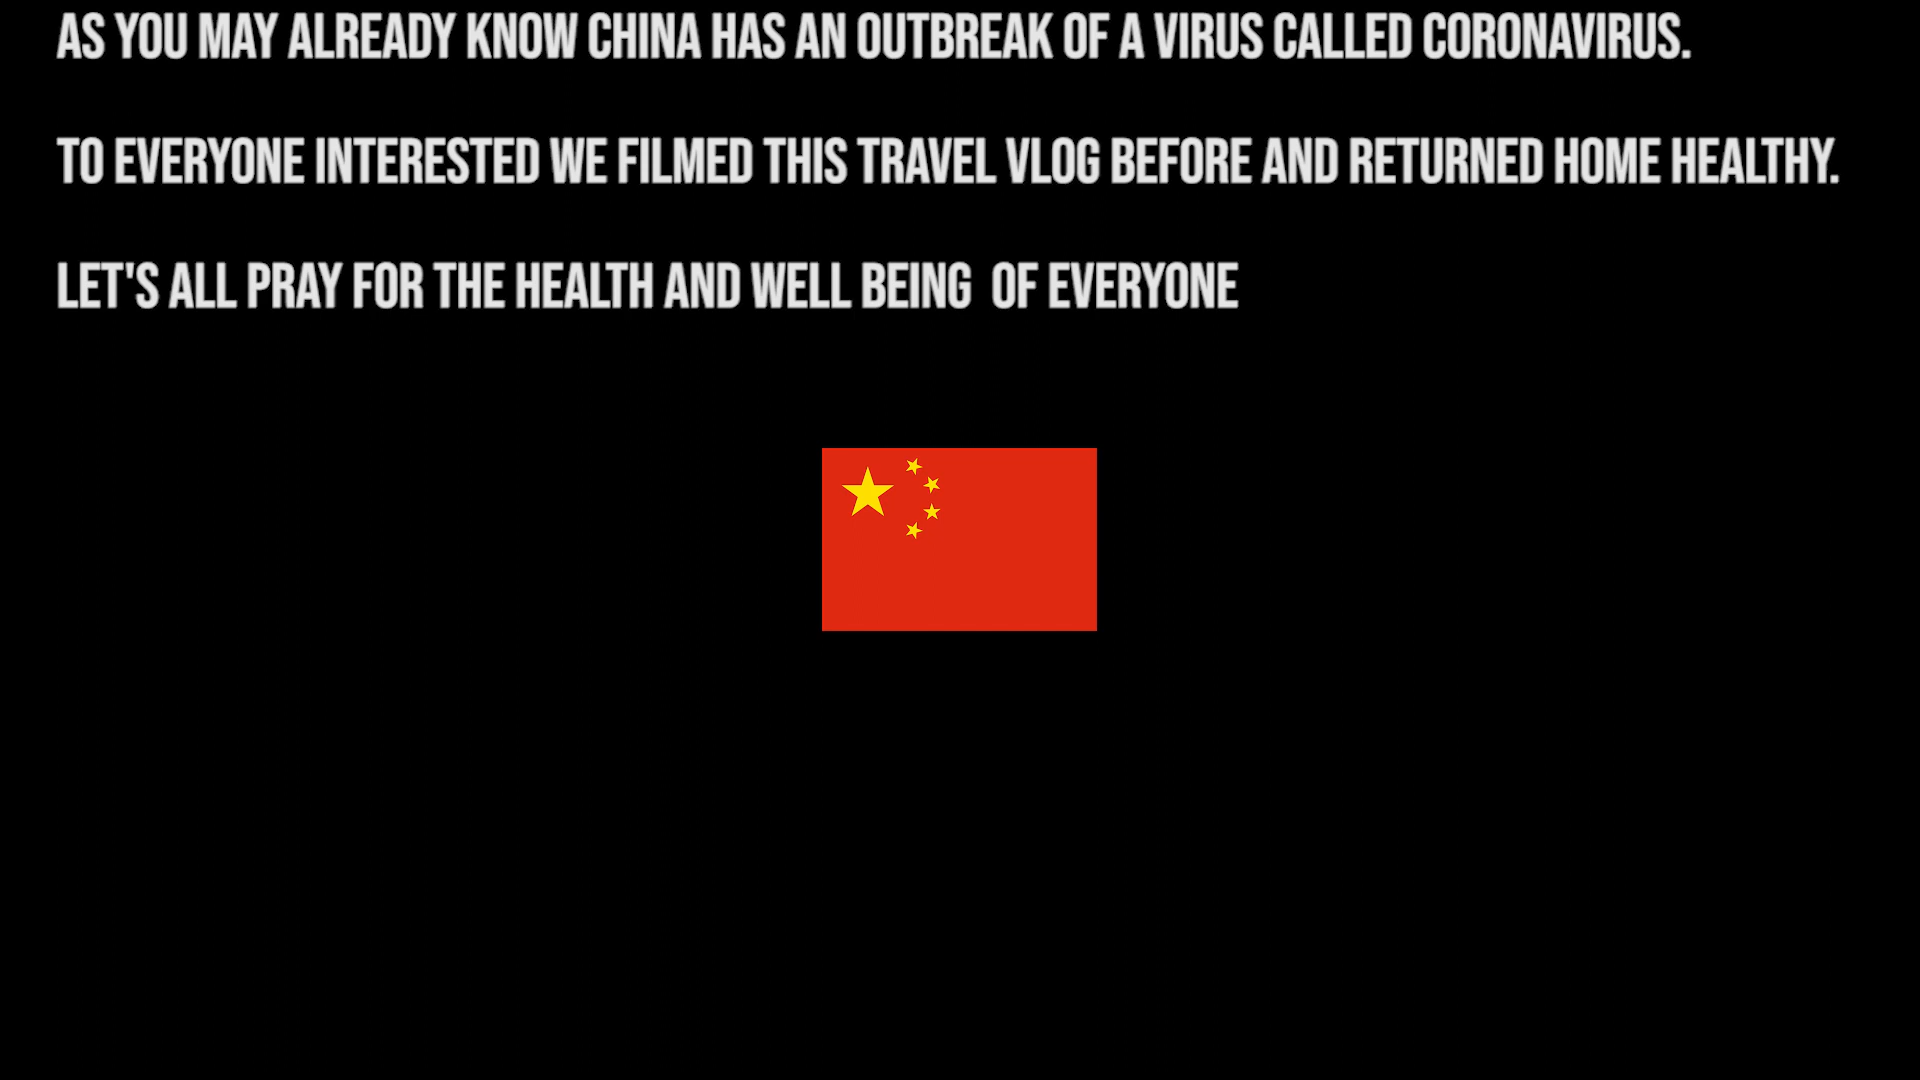 AS YOU MAY ALREADY KNOW CHINA HAS AN OUTBREAK OF A VIRUS CALLED CORONAVIRUS.
TO EVERYONE INTERESTED WE FILMED THIS TRAVEL VLOG BEFORE AND RETURNED HOME HEALTHY.
LET'S ALL PRAY FOR THE HEALTH AND WELL BEING  OF EVERYONE